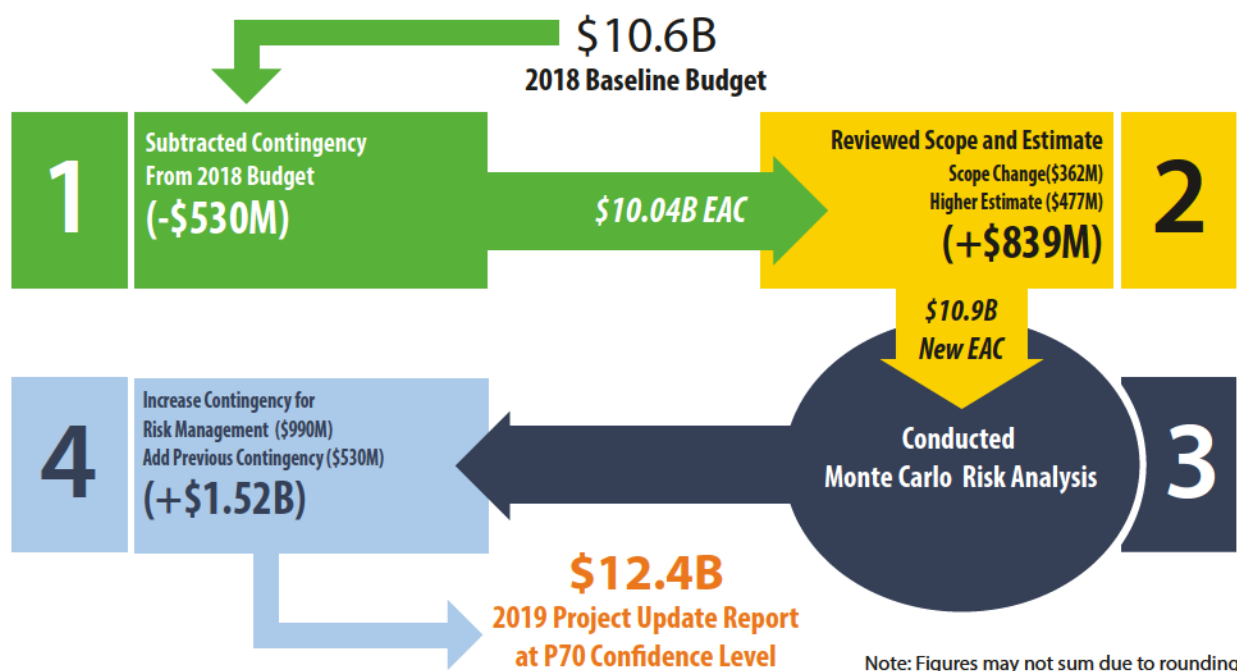 $10.6B
2018 Baseline Budget
1
Subtracted Contingency
From 2018 Budget
(-$530M)
$10.04B EAC
Reviewed Scope and Estimate
Scope Change($362M)
Higher Estimate ($477M)
(+$839M)
2
$10.9B
New EAC
Conducted
Monte Carlo Risk Analysis
3
4
Increase Contingency for
Risk Management ($990M)
Add Previous Contingency ($530M)
(+$1.52B)
$12.4B
2019 Project Update Report
at P70 Confidence Level
Note: Figures may not sum due to rounding